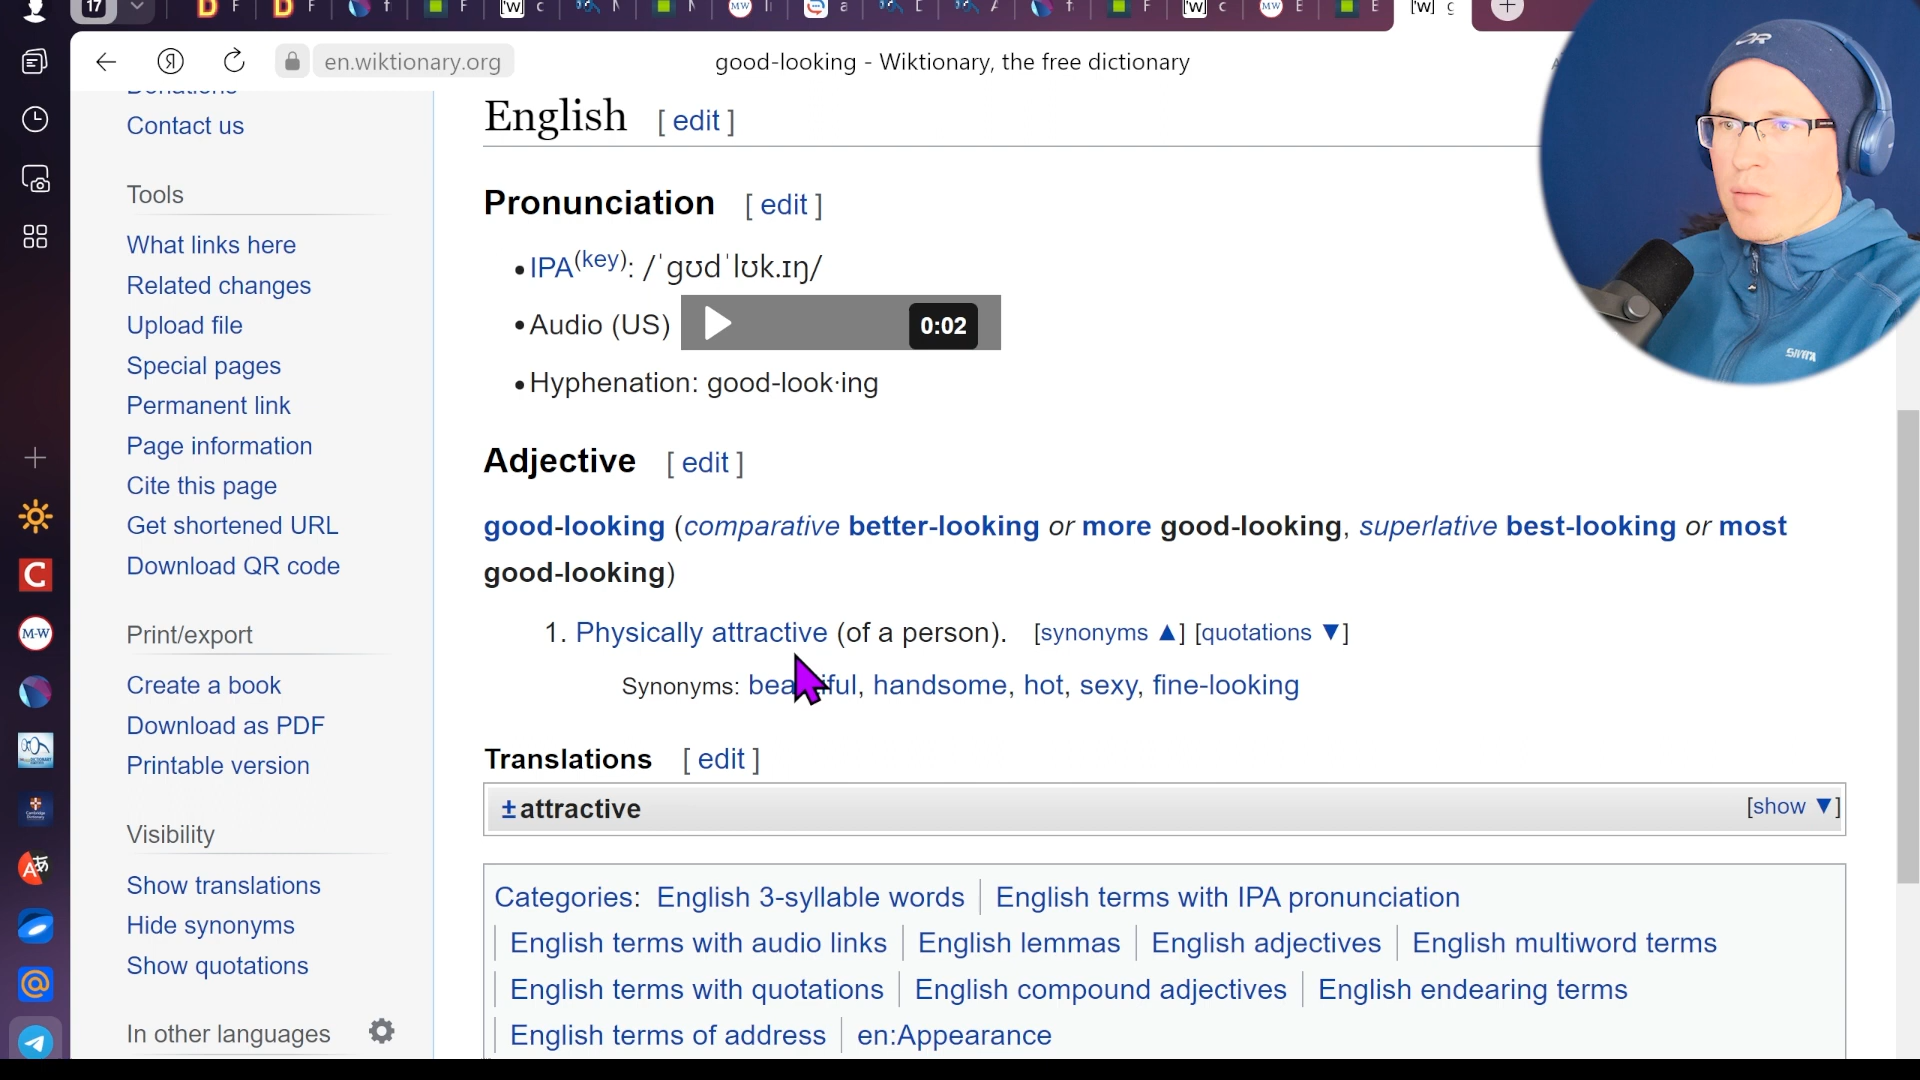 17
en.wiktionary.org
good-looking - Wiktionary, the free dictionary
Donations
Contact us
Tools
What links here
Related changes
Upload file
Special pages
Permanent link
Page information
Cite this page
Get shortened URL
Download QR code
Print/export
Create a book
Download as PDF
Printable version
Visibility
Show translations
Hide synonyms
Show quotations
In other languages
English [ edit ]
Pronunciation [ edit ]
• IPA(key): /ˈɡʊdˈlʊk.ɪŋ/
• Audio (US) 0:02
• Hyphenation: good-look·ing
Adjective [ edit ]
good-looking (comparative better-looking or more good-looking, superlative best-looking or most
good-looking)
1. Physically attractive (of a person). [synonyms ▲] [quotations ▼]
Synonyms: beautiful, handsome, hot, sexy, fine-looking
Translations [ edit ]
± attractive [show ▼]
Categories: English 3-syllable words | English terms with IPA pronunciation
| English terms with audio links | English lemmas | English adjectives | English multiword terms
| English terms with quotations | English compound adjectives | English endearing terms
| English terms of address | en:Appearance